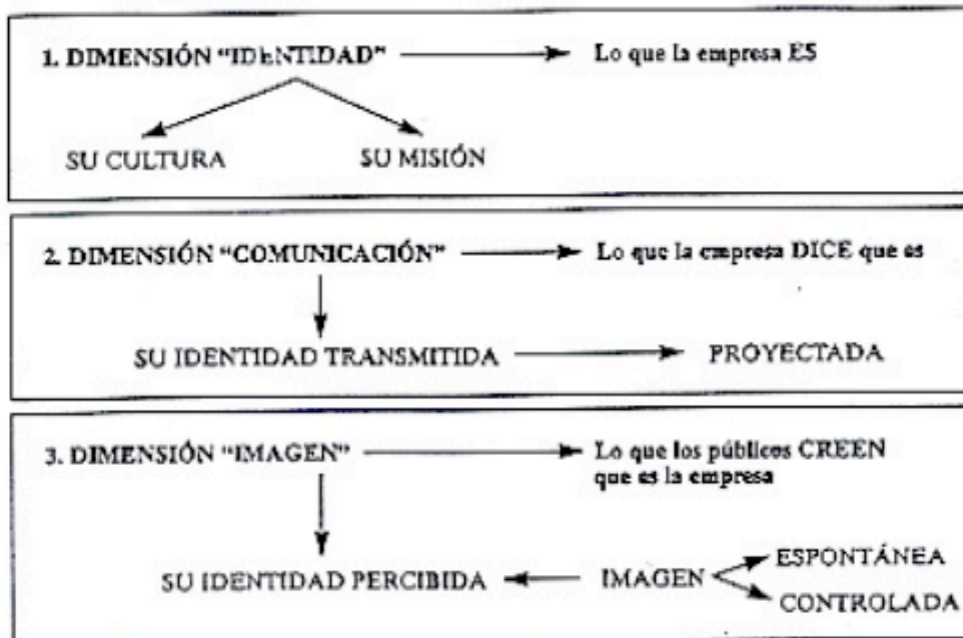 1. DIMENSIÓN "IDENTIDAD"
Lo que la empresa ES
SU CULTURA
SU MISIÓN
2. DIMENSIÓN "COMUNICACIÓN"
Lo que la empresa DICE que es
SU IDENTIDAD TRANSMITIDA
PROYECTADA
3. DIMENSIÓN "IMAGEN"
Lo que los públicos CREEN
que es la empresa
SU IDENTIDAD PERCIBIDA
IMAGEN
ESPONTÁNEA
CONTROLADA